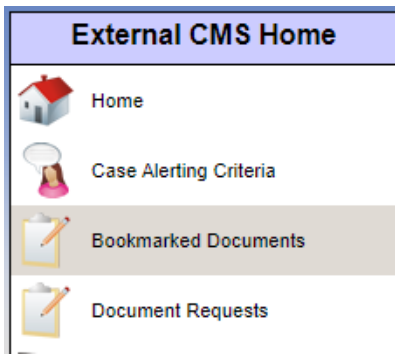 External CMS Home
Home
Case Alerting Criteria
Bookmarked Documents
Document Requests